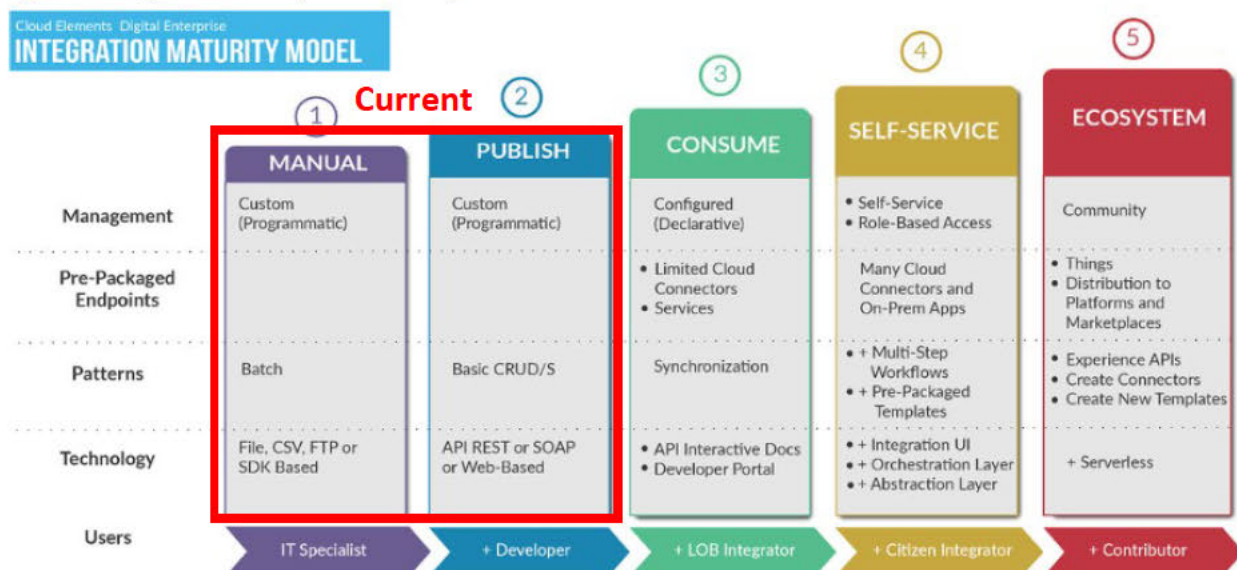 Cloud Elements Digital Enterprise
INTEGRATION MATURITY MODEL
Current
1
2
3
4
5
MANUAL
PUBLISH
CONSUME
SELF-SERVICE
ECOSYSTEM
Management
Custom
(Programmatic)
Custom
(Programmatic)
Configured
(Declarative)
• Self-Service
• Role-Based Access
Community
Pre-Packaged
Endpoints
• Limited Cloud
Connectors
• Services
Many Cloud
Connectors and
On-Prem Apps
• Things
• Distribution to
Platforms and
Marketplaces
Patterns
Batch
Basic CRUD/S
Synchronization
• + Multi-Step
Workflows
• + Pre-Packaged
Templates
• Experience APIs
• Create Connectors
• Create New Templates
Technology
File, CSV, FTP or
SDK Based
API REST or SOAP
or Web-Based
• API Interactive Docs
• Developer Portal
• + Integration UI
• + Orchestration Layer
• + Abstraction Layer
+ Serverless
Users
IT Specialist
+ Developer
+ LOB Integrator
+ Citizen Integrator
+ Contributor